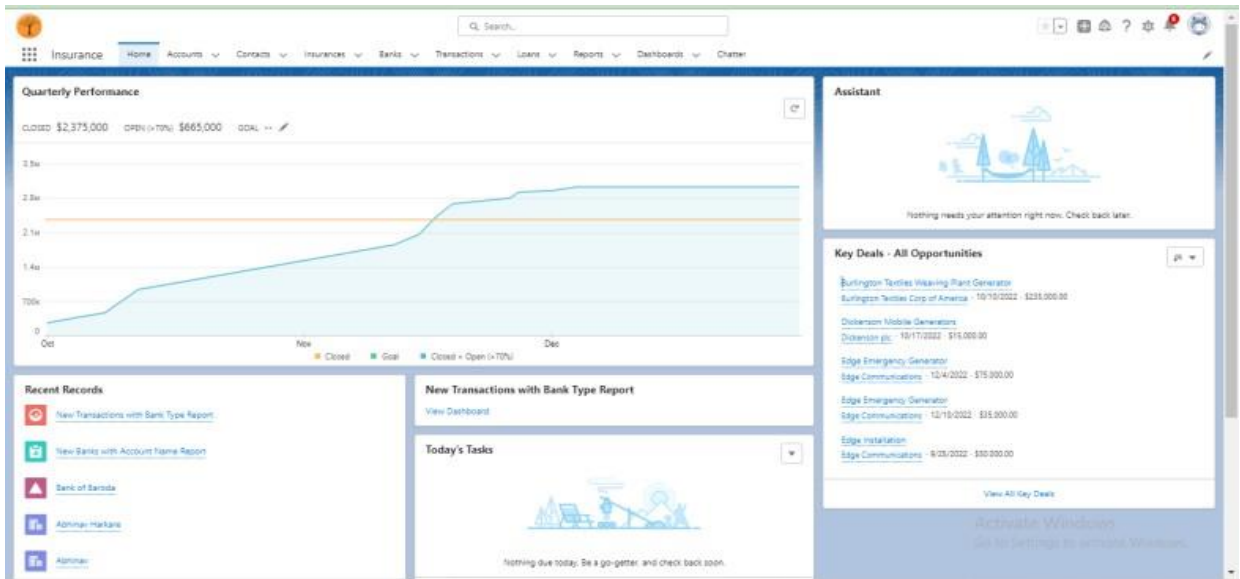 Search...
Insurance Home Accounts Contacts Insurances Banks Transactions Loans Reports Dashboards Chatter
Quarterly Performance
CLOSED $2,375,000 OPEN (>70%) $665,000 GOAL --
3.5M
2.8M
2.1M
1.4M
700K
0
Oct Nov Dec
Closed Goal Closed + Open (>70%)
Assistant
Nothing needs your attention right now. Check back later.
Key Deals - All Opportunities
Burlington Textiles Weaving Plant Generator
Burlington Textiles Corp of America · 10/10/2022 · $235,000.00
Dickenson Mobile Generators
Dickenson plc · 10/17/2022 · $15,000.00
Edge Emergency Generator
Edge Communications · 12/4/2022 · $75,000.00
Edge Emergency Generator
Edge Communications · 12/10/2022 · $35,000.00
Edge Installation
Edge Communications · 9/25/2022 · $50,000.00
View All Key Deals
Recent Records
New Transactions with Bank Type Report
New Banks with Account Name Report
Bank of Baroda
Abhinav Harkare
Abhinav
New Transactions with Bank Type Report
View Dashboard
Today's Tasks
Nothing due today. Be a go-getter, and check back soon.
Activate Windows
Go to Settings to activate Windows.